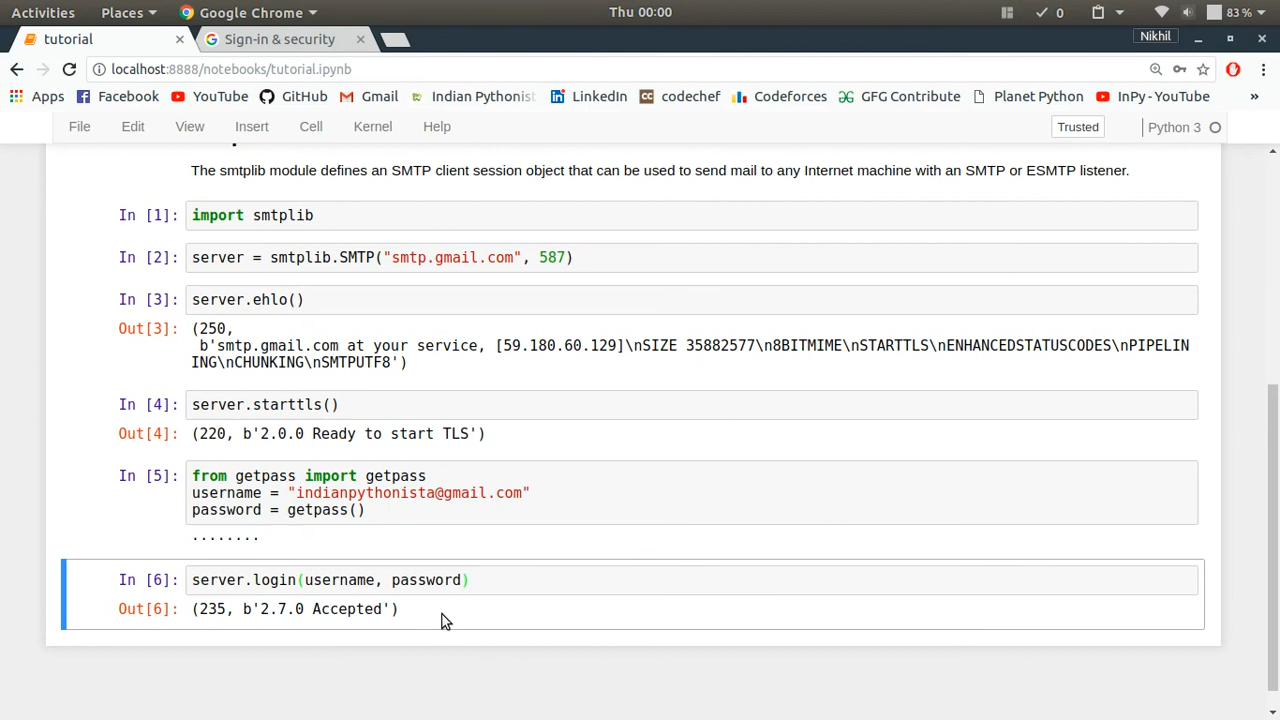 Activities Places Google Chrome Thu 00:00 0 83 %
tutorial Sign-in & security Nikhil
localhost:8888/notebooks/tutorial.ipynb
Apps Facebook YouTube GitHub Gmail Indian Pythonist LinkedIn codechef Codeforces GFG Contribute Planet Python InPy - YouTube »
File Edit View Insert Cell Kernel Help Trusted Python 3
The smtplib module defines an SMTP client session object that can be used to send mail to any Internet machine with an SMTP or ESMTP listener.
In [1]: import smtplib
In [2]: server = smtplib.SMTP("smtp.gmail.com", 587)
In [3]: server.ehlo()
Out[3]: (250,
b'smtp.gmail.com at your service, [59.180.60.129]\nSIZE 35882577\n8BITMIME\nSTARTTLS\nENHANCEDSTATUSCODES\nPIPELIN
ING\nCHUNKING\nSMTPUTF8')
In [4]: server.starttls()
Out[4]: (220, b'2.0.0 Ready to start TLS')
In [5]: from getpass import getpass
username = "indianpythonista@gmail.com"
password = getpass()
········
In [6]: server.login(username, password)
Out[6]: (235, b'2.7.0 Accepted')